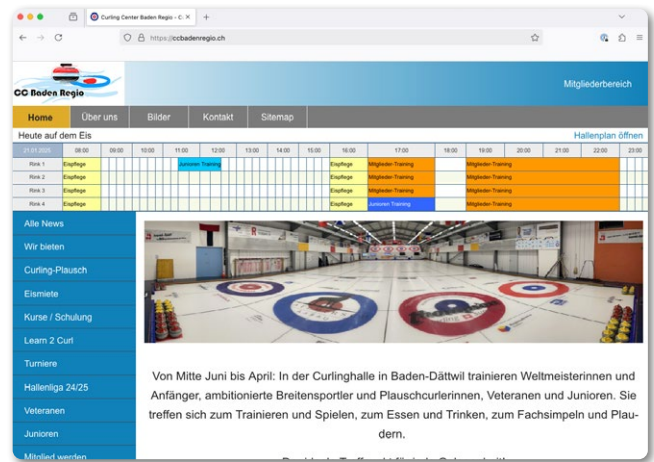 Curling Center Baden Regio - C
https://ccbadenregio.ch
CC Baden Regio
Mitgliederbereich
Home Über uns Bilder Kontakt Sitemap
Heute auf dem Eis Hallenplan öffnen
21.01.2025 08:00 09:00 10:00 11:00 12:00 13:00 14:00 15:00 16:00 17:00 18:00 19:00 20:00 21:00 22:00 23:00
Rink 1 Eispflege Junioren Training Eispflege Mitglieder-Training Mitglieder-Training
Rink 2 Eispflege Eispflege Mitglieder-Training Mitglieder-Training
Rink 3 Eispflege Eispflege Mitglieder-Training Mitglieder-Training
Rink 4 Eispflege Eispflege Junioren Training Mitglieder-Training
Alle News
Wir bieten
Curling-Plausch
Eismiete
Kurse / Schulung
Learn 2 Curl
Turniere
Hallenliga 24/25
Veteranen
Junioren
Mitglied werden
Von Mitte Juni bis April: In der Curlinghalle in Baden-Dättwil trainieren Weltmeisterinnen und
Anfänger, ambitionierte Breitensportler und Plauschcurlerinnen, Veteranen und Junioren. Sie
treffen sich zum Trainieren und Spielen, zum Essen und Trinken, zum Fachsimpeln und Plau-
dern.